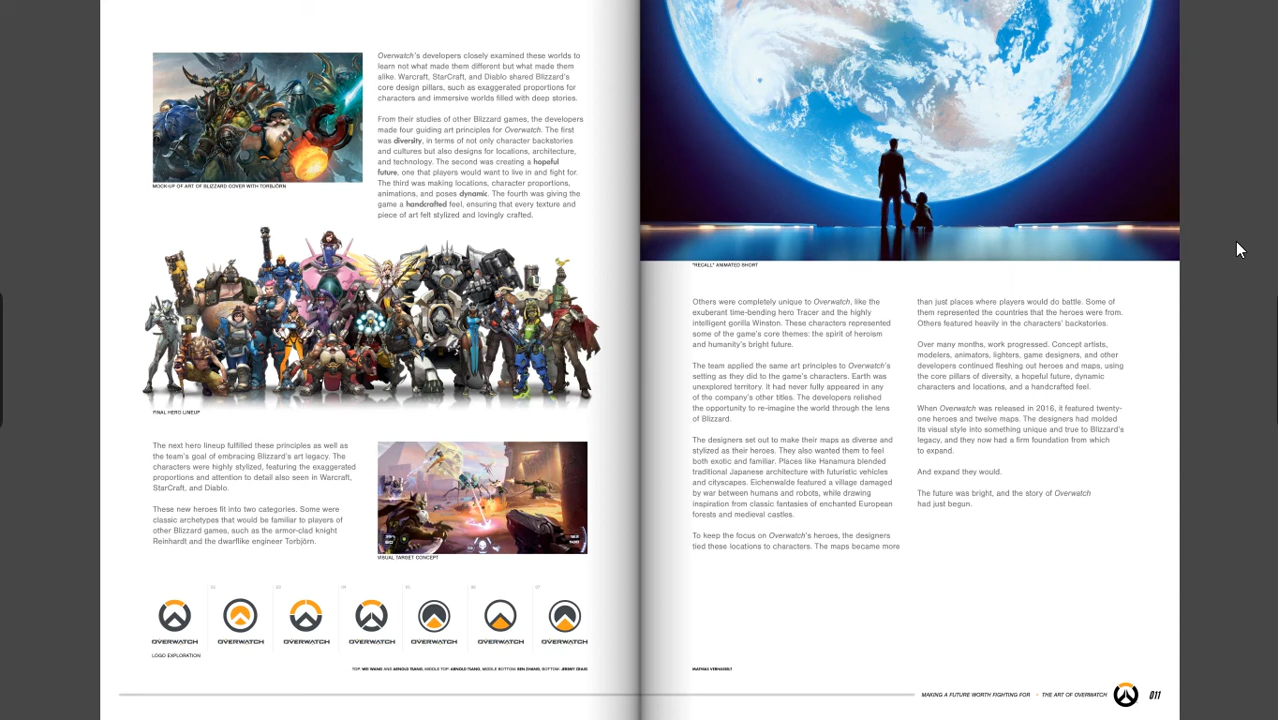 Overwatch's developers closely examined these worlds to
learn not what made them different but what made them
alike. Warcraft, StarCraft, and Diablo shared Blizzard's
core design pillars, such as exaggerated proportions for
characters and immersive worlds filled with deep stories.
From their studies of other Blizzard games, the developers
made four guiding art principles for Overwatch. The first
was diversity, in terms of not only character backstories
and cultures but also designs for locations, architecture,
and technology. The second was creating a hopeful
future, one that players would want to live in and fight for.
The third was making locations, character proportions,
animations, and poses dynamic. The fourth was giving the
game a handcrafted feel, ensuring that every texture and
piece of art felt stylized and lovingly crafted.
MOCK-UP OF ART OF BLIZZARD COVER WITH TORBJÖRN
FINAL HERO LINEUP
The next hero lineup fulfilled these principles as well as
the team's goal of embracing Blizzard's art legacy. The
characters were highly stylized, featuring the exaggerated
proportions and attention to detail also seen in Warcraft,
StarCraft, and Diablo.
These new heroes fit into two categories. Some were
classic archetypes that would be familiar to players of
other Blizzard games, such as the armor-clad knight
Reinhardt and the dwarflike engineer Torbjörn.
VISUAL TARGET CONCEPT
03 04 05 07
OVERWATCH OVERWATCH OVERWATCH OVERWATCH OVERWATCH OVERWATCH OVERWATCH
LOGO EXPLORATION
TOP: WEI WANG AND ARNOLD TSANG, MIDDLE TOP: ARNOLD TSANG, MIDDLE BOTTOM: BEN ZHANG, BOTTOM: JEREMY CRAIG
"RECALL" ANIMATED SHORT
Others were completely unique to Overwatch, like the
exuberant time-bending hero Tracer and the highly
intelligent gorilla Winston. These characters represented
some of the game's core themes: the spirit of heroism
and humanity's bright future.
The team applied the same art principles to Overwatch's
setting as they did to the game's characters. Earth was
unexplored territory. It had never fully appeared in any
of the company's other titles. The developers relished
the opportunity to re-imagine the world through the lens
of Blizzard.
The designers set out to make their maps as diverse and
stylized as their heroes. They also wanted them to feel
both exotic and familiar. Places like Hanamura blended
traditional Japanese architecture with futuristic vehicles
and cityscapes. Eichenwalde featured a village damaged
by war between humans and robots, while drawing
inspiration from classic fantasies of enchanted European
forests and medieval castles.
To keep the focus on Overwatch's heroes, the designers
tied these locations to characters. The maps became more
than just places where players would do battle. Some of
them represented the countries that the heroes were from.
Others featured heavily in the characters' backstories.
Over many months, work progressed. Concept artists,
modelers, animators, lighters, game designers, and other
developers continued fleshing out heroes and maps, using
the core pillars of diversity, a hopeful future, dynamic
characters and locations, and a handcrafted feel.
When Overwatch was released in 2016, it featured twenty-
one heroes and twelve maps. The designers had molded
its visual style into something unique and true to Blizzard's
legacy, and they now had a firm foundation from which
to expand.
And expand they would.
The future was bright, and the story of Overwatch
had just begun.
MATHIAS VERHASSELT
MAKING A FUTURE WORTH FIGHTING FOR THE ART OF OVERWATCH 011